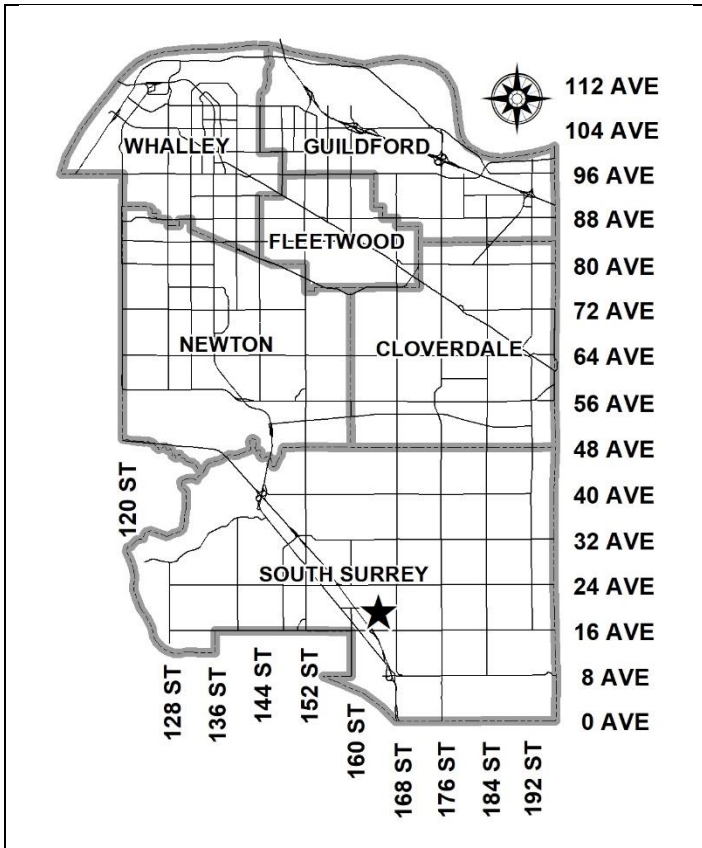 112 AVE
104 AVE
WHALLEY
GUILDFORD
96 AVE
88 AVE
FLEETWOOD
80 AVE
72 AVE
NEWTON
CLOVERDALE
64 AVE
56 AVE
48 AVE
120 ST
40 AVE
32 AVE
SOUTH SURREY
24 AVE
16 AVE
128 ST
136 ST
144 ST
152 ST
160 ST
8 AVE
0 AVE
168 ST
176 ST
184 ST
192 ST